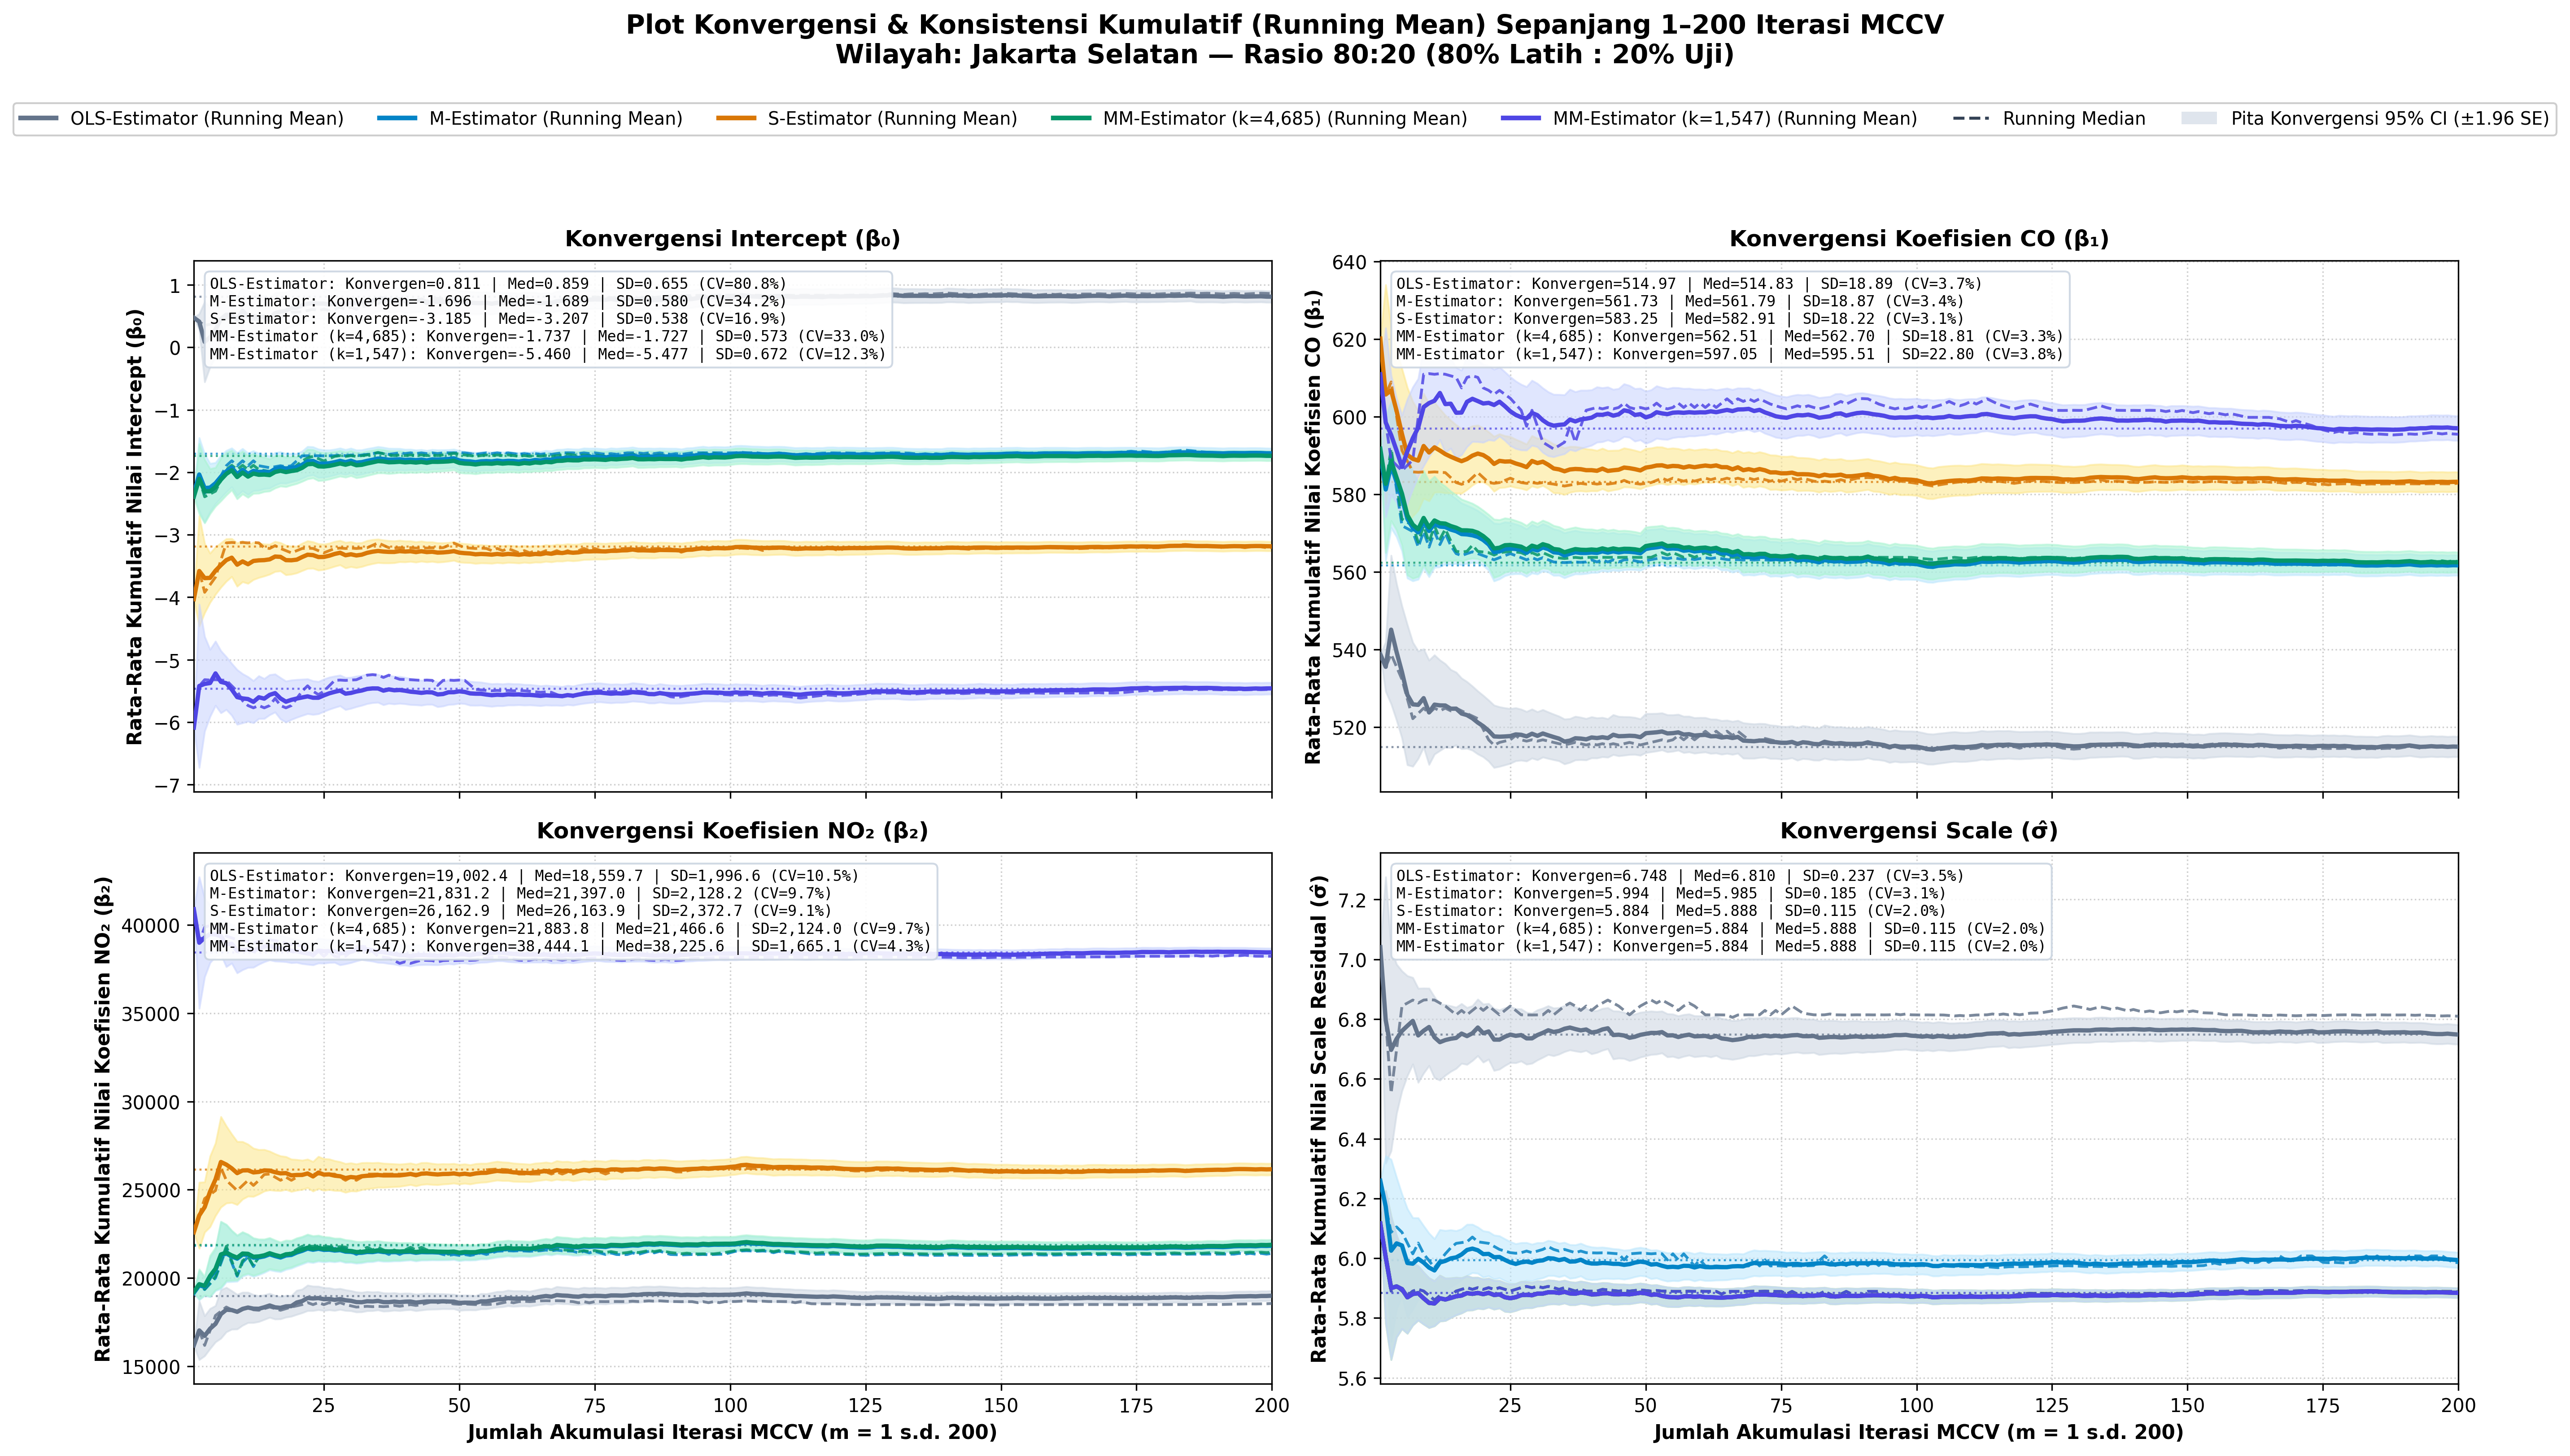 Plot Konvergensi & Konsistensi Kumulatif (Running Mean) Sepanjang 1–200 Iterasi MCCV
Wilayah: Jakarta Selatan — Rasio 80:20 (80% Latih : 20% Uji)
OLS-Estimator (Running Mean)
M-Estimator (Running Mean)
S-Estimator (Running Mean)
MM-Estimator (k=4,685) (Running Mean)
MM-Estimator (k=1,547) (Running Mean)
Running Median
Pita Konvergensi 95% CI (±1.96 SE)
Konvergensi Intercept (β₀)
Rata-Rata Kumulatif Nilai Intercept (β₀)
1
0
−1
−2
−3
−4
−5
−6
−7
OLS-Estimator: Konvergen=0.811 | Med=0.859 | SD=0.655 (CV=80.8%)
M-Estimator: Konvergen=-1.696 | Med=-1.689 | SD=0.580 (CV=34.2%)
S-Estimator: Konvergen=-3.185 | Med=-3.207 | SD=0.538 (CV=16.9%)
MM-Estimator (k=4,685): Konvergen=-1.737 | Med=-1.727 | SD=0.573 (CV=33.0%)
MM-Estimator (k=1,547): Konvergen=-5.460 | Med=-5.477 | SD=0.672 (CV=12.3%)
Konvergensi Koefisien CO (β₁)
Rata-Rata Kumulatif Nilai Koefisien CO (β₁)
640
620
600
580
560
540
520
OLS-Estimator: Konvergen=514.97 | Med=514.83 | SD=18.89 (CV=3.7%)
M-Estimator: Konvergen=561.73 | Med=561.79 | SD=18.87 (CV=3.4%)
S-Estimator: Konvergen=583.25 | Med=582.91 | SD=18.22 (CV=3.1%)
MM-Estimator (k=4,685): Konvergen=562.51 | Med=562.70 | SD=18.81 (CV=3.3%)
MM-Estimator (k=1,547): Konvergen=597.05 | Med=595.51 | SD=22.80 (CV=3.8%)
Konvergensi Koefisien NO₂ (β₂)
Rata-Rata Kumulatif Nilai Koefisien NO₂ (β₂)
40000
35000
30000
25000
20000
15000
OLS-Estimator: Konvergen=19,002.4 | Med=18,559.7 | SD=1,996.6 (CV=10.5%)
M-Estimator: Konvergen=21,831.2 | Med=21,397.0 | SD=2,128.2 (CV=9.7%)
S-Estimator: Konvergen=26,162.9 | Med=26,163.9 | SD=2,372.7 (CV=9.1%)
MM-Estimator (k=4,685): Konvergen=21,883.8 | Med=21,466.6 | SD=2,124.0 (CV=9.7%)
MM-Estimator (k=1,547): Konvergen=38,444.1 | Med=38,225.6 | SD=1,665.1 (CV=4.3%)
25 50 75 100 125 150 175 200
Jumlah Akumulasi Iterasi MCCV (m = 1 s.d. 200)
Konvergensi Scale (σ̂)
Rata-Rata Kumulatif Nilai Scale Residual (σ̂)
7.2
7.0
6.8
6.6
6.4
6.2
6.0
5.8
5.6
OLS-Estimator: Konvergen=6.748 | Med=6.810 | SD=0.237 (CV=3.5%)
M-Estimator: Konvergen=5.994 | Med=5.985 | SD=0.185 (CV=3.1%)
S-Estimator: Konvergen=5.884 | Med=5.888 | SD=0.115 (CV=2.0%)
MM-Estimator (k=4,685): Konvergen=5.884 | Med=5.888 | SD=0.115 (CV=2.0%)
MM-Estimator (k=1,547): Konvergen=5.884 | Med=5.888 | SD=0.115 (CV=2.0%)
25 50 75 100 125 150 175 200
Jumlah Akumulasi Iterasi MCCV (m = 1 s.d. 200)